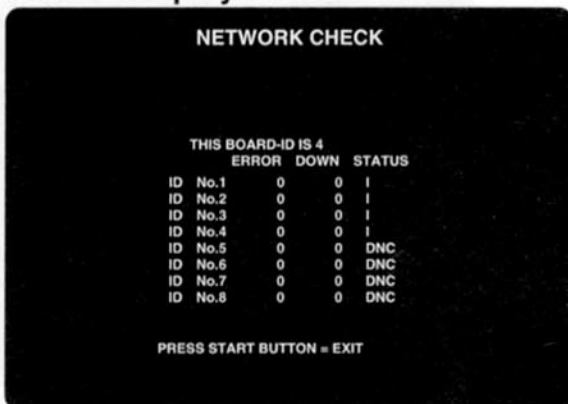 NETWORK CHECK
THIS BOARD-ID IS 4
ERROR DOWN STATUS
ID No.1 0 0 I
ID No.2 0 0 I
ID No.3 0 0 I
ID No.4 0 0 I
ID No.5 0 0 DNC
ID No.6 0 0 DNC
ID No.7 0 0 DNC
ID No.8 0 0 DNC
PRESS START BUTTON = EXIT